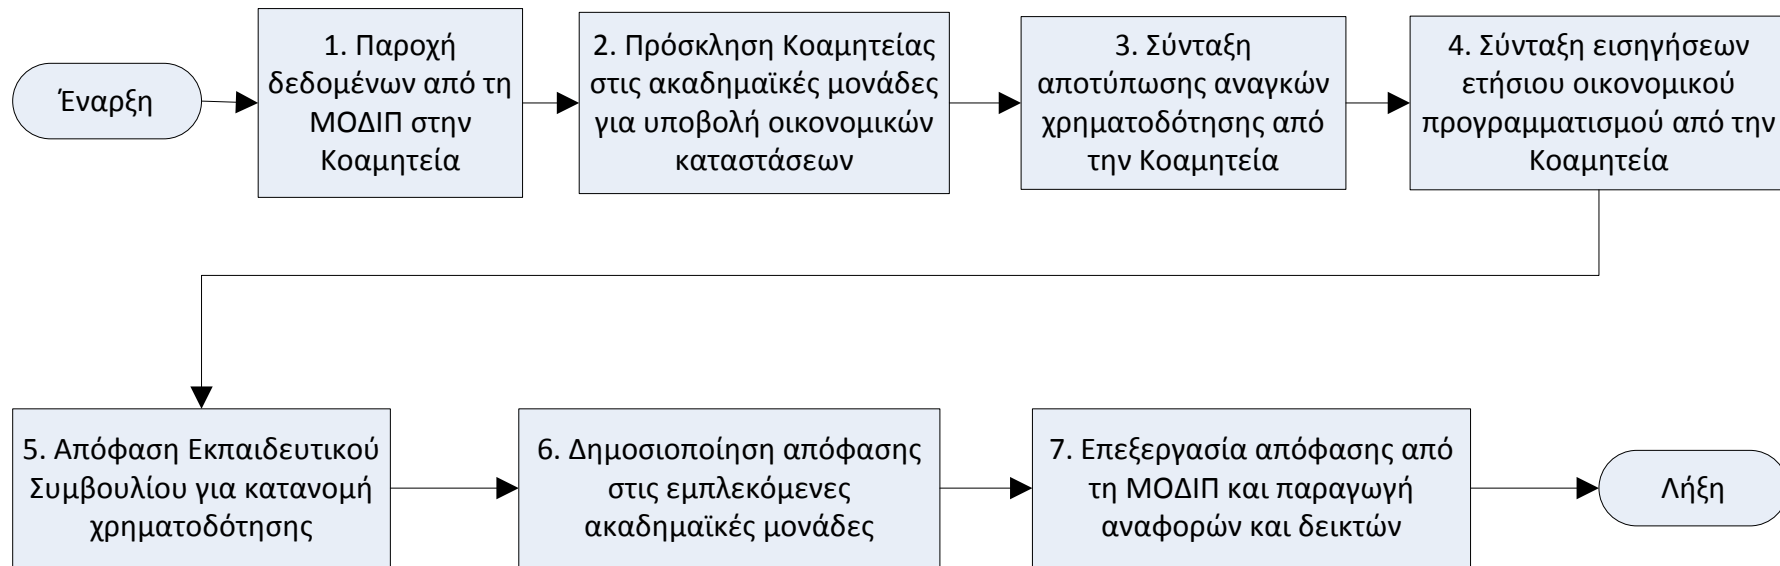 Έναρξη
1. Παροχή
δεδομένων από τη
ΜΟΔΙΠ στην
Κοαμητεία
2. Πρόσκληση Κοαμητείας
στις ακαδημαϊκές μονάδες
για υποβολή οικονομικών
καταστάσεων
3. Σύνταξη
αποτύπωσης αναγκών
χρηματοδότησης από
την Κοαμητεία
4. Σύνταξη εισηγήσεων
ετήσιου οικονομικού
προγραμματισμού από την
Κοαμητεία
5. Απόφαση Εκπαιδευτικού
Συμβουλίου για κατανομή
χρηματοδότησης
6. Δημοσιοποίηση απόφασης
στις εμπλεκόμενες
ακαδημαϊκές μονάδες
7. Επεξεργασία απόφασης από
τη ΜΟΔΙΠ και παραγωγή
αναφορών και δεικτών
Λήξη